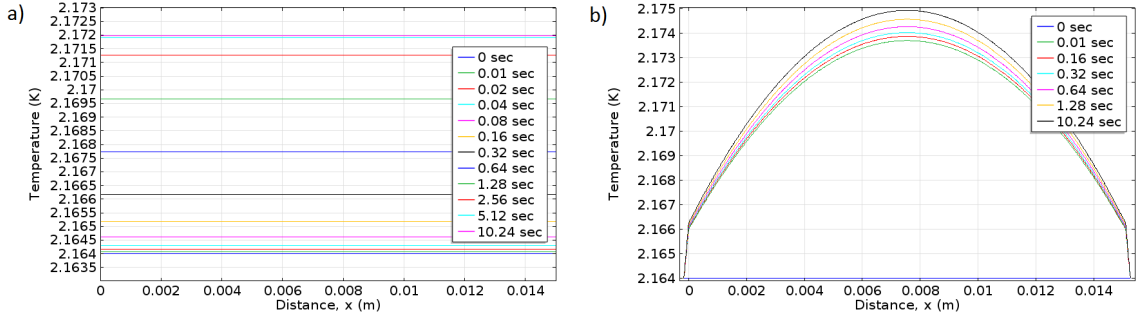 a)
Temperature (K)
2.173
2.1725
2.172
2.1715
2.171
2.1705
2.17
2.1695
2.169
2.1685
2.168
2.1675
2.167
2.1665
2.166
2.1655
2.165
2.1645
2.164
2.1635
0 sec
0.01 sec
0.02 sec
0.04 sec
0.08 sec
0.16 sec
0.32 sec
0.64 sec
1.28 sec
2.56 sec
5.12 sec
10.24 sec
0 0.002 0.004 0.006 0.008 0.01 0.012 0.014
Distance, x (m)
b)
Temperature (K)
2.175
2.174
2.173
2.172
2.171
2.17
2.169
2.168
2.167
2.166
2.165
2.164
0 sec
0.01 sec
0.16 sec
0.32 sec
0.64 sec
1.28 sec
10.24 sec
0 0.002 0.004 0.006 0.008 0.01 0.012 0.014
Distance, x (m)